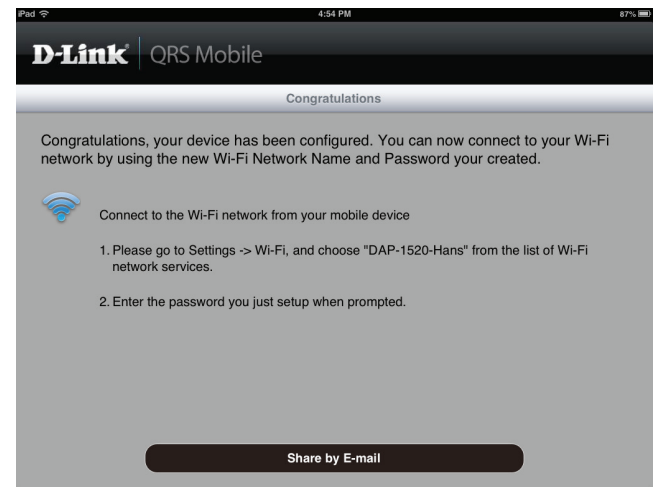 iPad 4:54 PM 87%
D-Link QRS Mobile
Congratulations
Congratulations, your device has been configured. You can now connect to your Wi-Fi
network by using the new Wi-Fi Network Name and Password your created.
Connect to the Wi-Fi network from your mobile device
1. Please go to Settings -> Wi-Fi, and choose "DAP-1520-Hans" from the list of Wi-Fi
network services.
2. Enter the password you just setup when prompted.
Share by E-mail